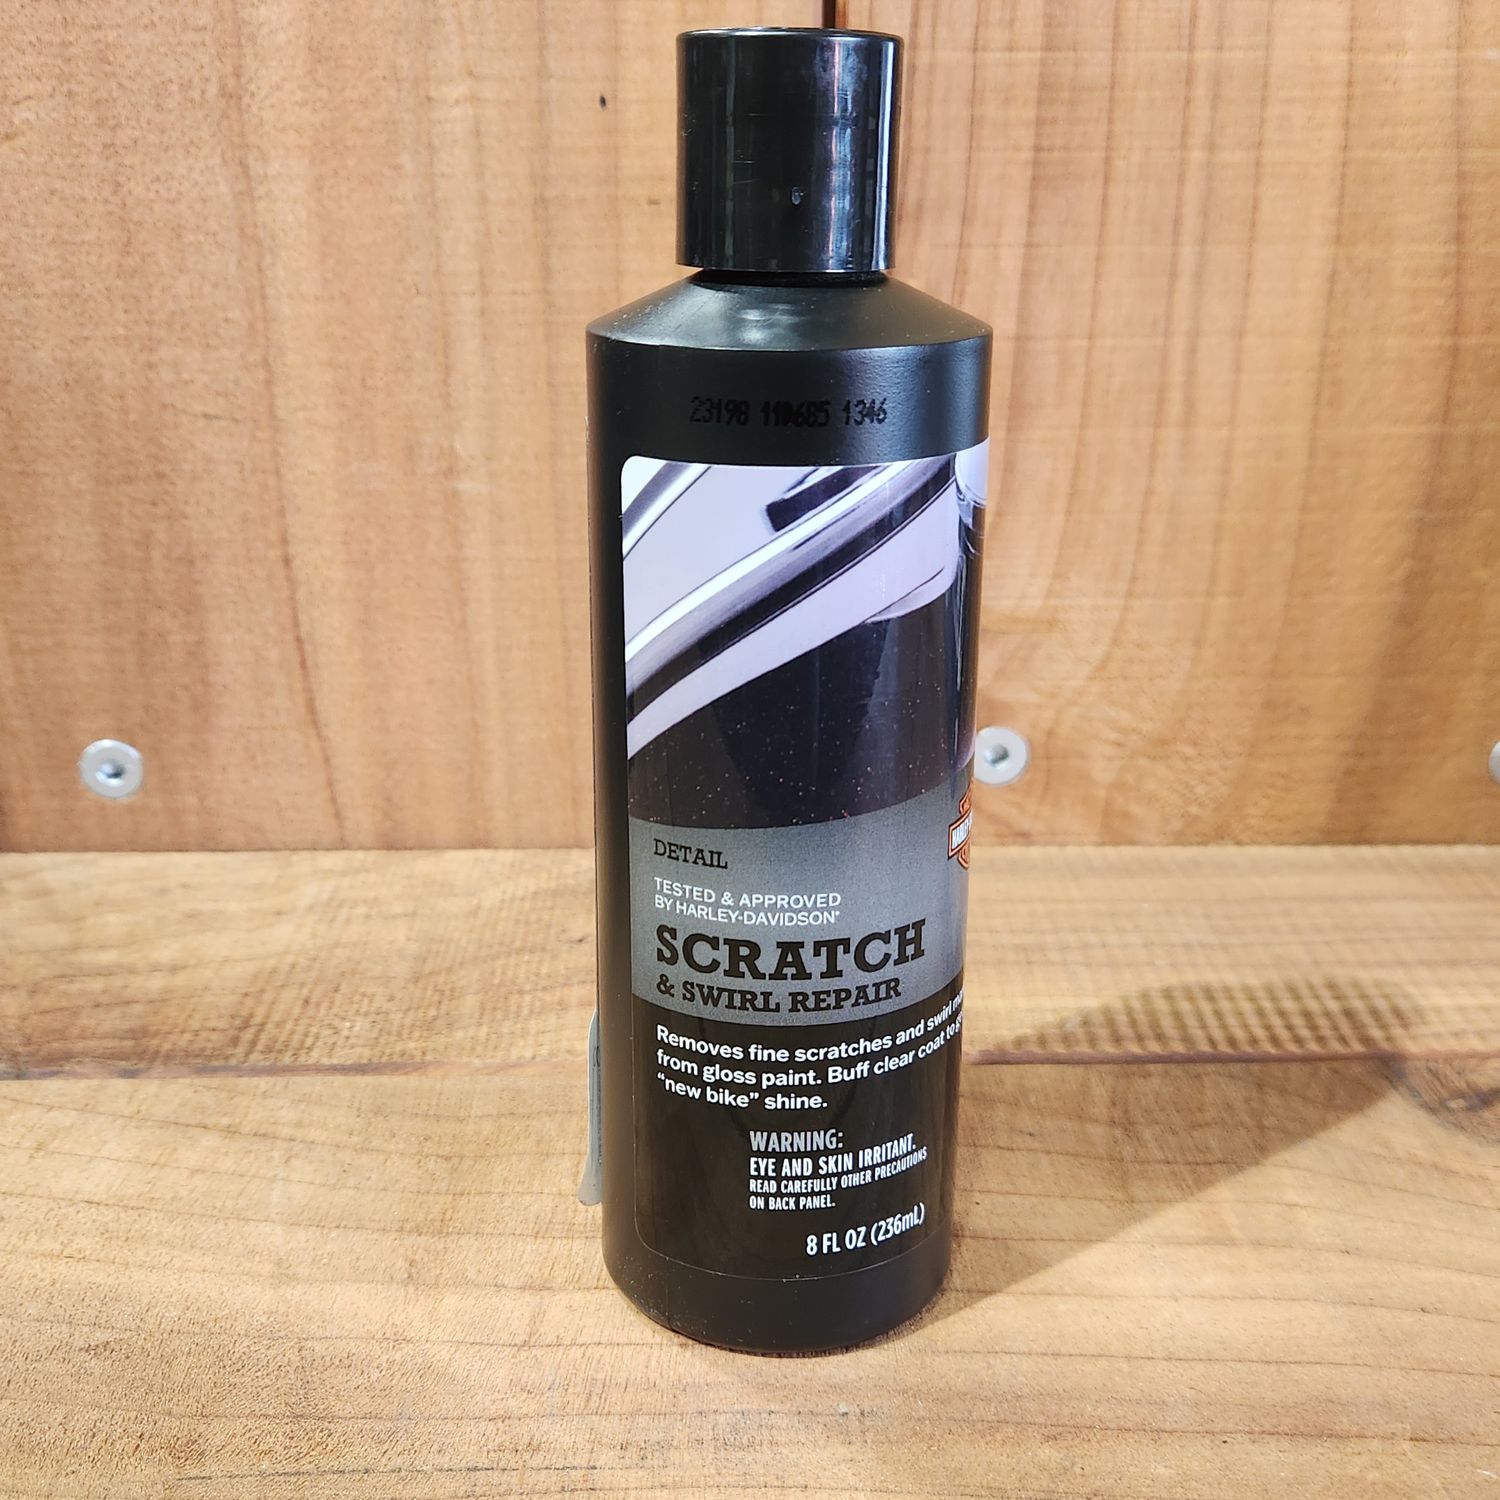 23198 11D685 1346
DETAIL
TESTED & APPROVED
BY HARLEY-DAVIDSON®
SCRATCH
& SWIRL REPAIR
Removes fine scratches and swirl
from gloss paint. Buff clear coat to
“new bike” shine.
WARNING:
EYE AND SKIN IRRITANT.
READ CAREFULLY OTHER PRECAUTIONS
ON BACK PANEL.
8 FL OZ (236mL)